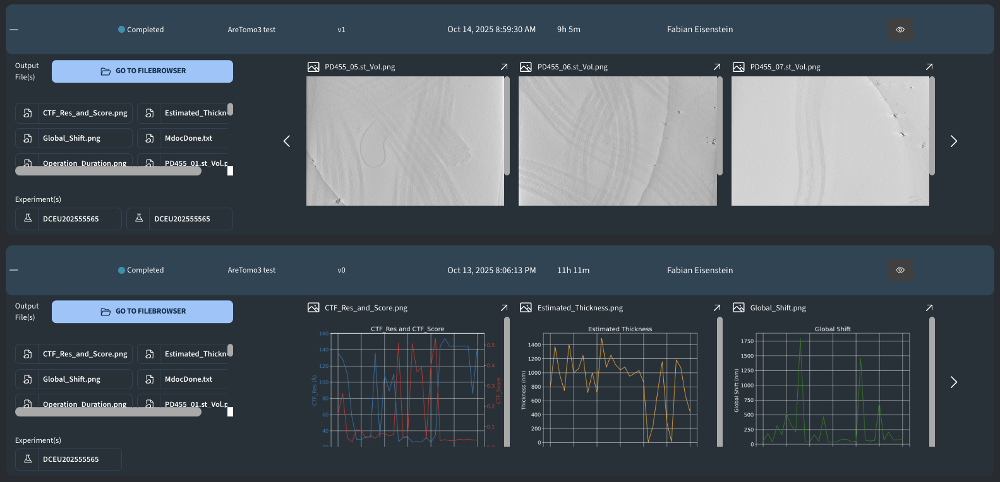 Completed AreTomo3 test v1 Oct 14, 2025 8:59:30 AM 9h 5m Fabian Eisenstein
Output
File(s)
GO TO FILEBROWSER
CTF_Res_and_Score.png Estimated_Thickn
Global_Shift.png MdocDone.txt
Operation_Duration.png PD455_01.st_Vol.p
Experiment(s)
DCEU202555565 DCEU202555565
PD455_05.st_Vol.png PD455_06.st_Vol.png PD455_07.st_Vol.png
Completed AreTomo3 test v0 Oct 13, 2025 8:06:13 PM 11h 11m Fabian Eisenstein
Output
File(s)
GO TO FILEBROWSER
CTF_Res_and_Score.png Estimated_Thickn
Global_Shift.png MdocDone.txt
Operation_Duration.png PD455_01.st_Vol.p
Experiment(s)
DCEU202555565
CTF_Res_and_Score.png Estimated_Thickness.png Global_Shift.png
CTF_Res and CTF_Score
160
140
120
100
80
60
40
CTF_Res (Å)
0.5
0.4
0.3
0.2
0.1
CTF_Score
Estimated Thickness
1400
1200
1000
800
600
400
200
0
Thickness (nm)
Global Shift
1750
1500
1250
1000
750
500
250
0
Global Shift (nm)